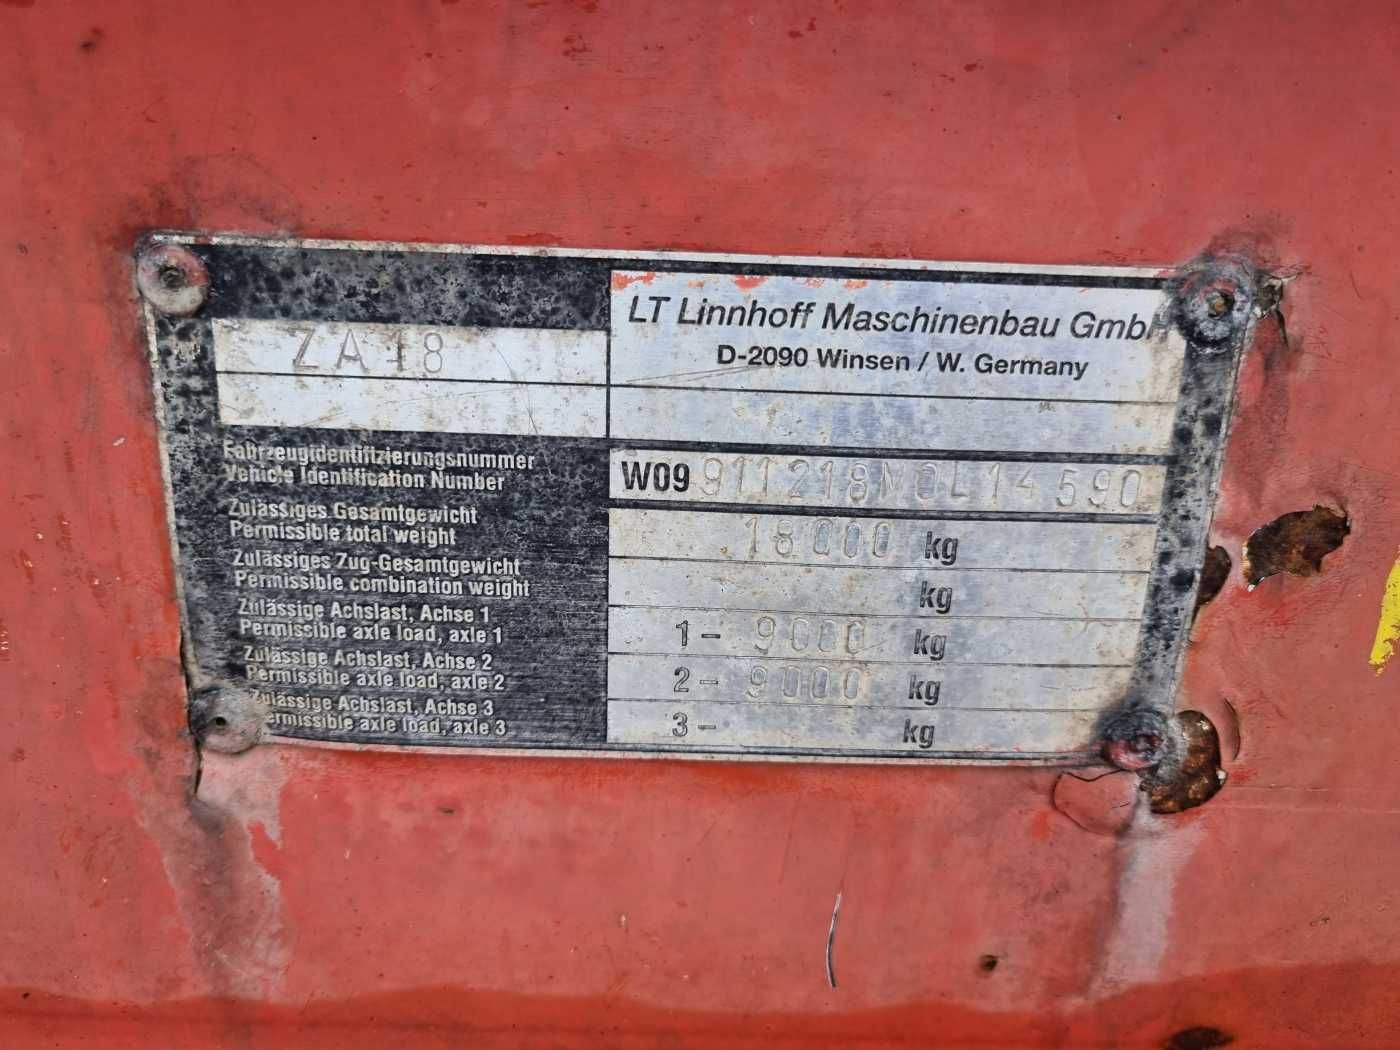 LT Linnhoff Maschinenbau GmbH
D-2090 Winsen / W. Germany
ZA 18
Fahrzeugidentifizierungsnummer
Vehicle Identification Number
W09 911218M0L14590
Zulässiges Gesamtgewicht
Permissible total weight
18000 kg
Zulässiges Zug-Gesamtgewicht
Permissible combination weight
kg
Zulässige Achslast, Achse 1
Permissible axle load, axle 1
1 - 9000 kg
Zulässige Achslast, Achse 2
Permissible axle load, axle 2
2 - 9000 kg
Zulässige Achslast, Achse 3
Permissible axle load, axle 3
3 - kg